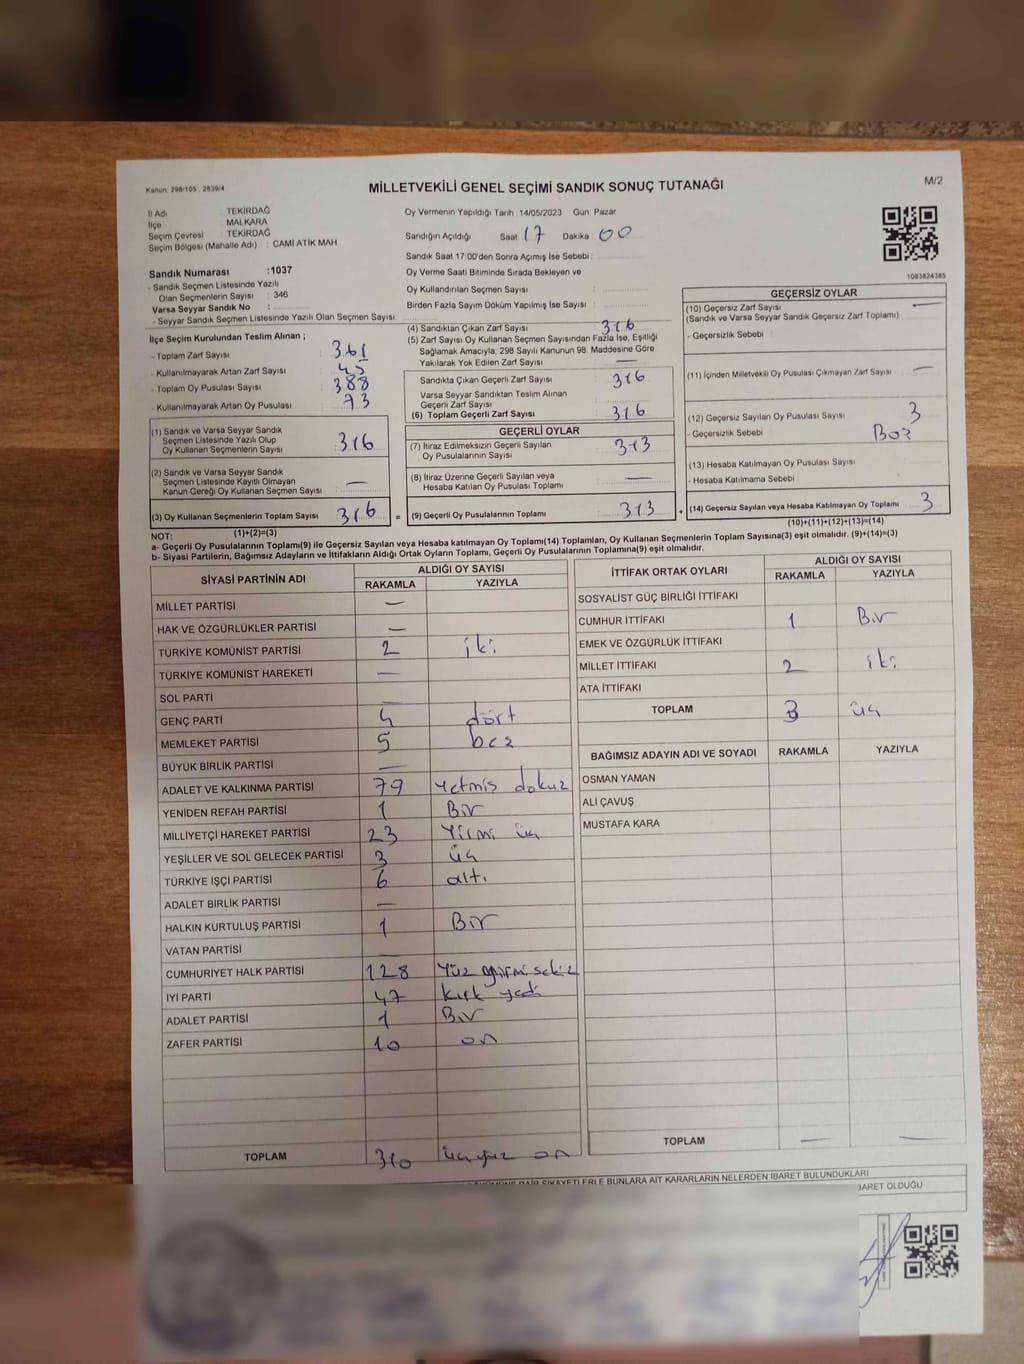 Kanun: 298/105 , 2839/4
MİLLETVEKİLİ GENEL SEÇİMİ SANDIK SONUÇ TUTANAĞI
M/2
İl Adı : TEKİRDAĞ
İlçe : MALKARA
Seçim Çevresi : TEKİRDAĞ
Seçim Bölgesi (Mahalle Adı) : CAMİ ATİK MAH
Sandık Numarası :1037
- Sandık Seçmen Listesinde Yazılı
Olan Seçmenlerin Sayısı : 346
Varsa Seyyar Sandık No :
- Seyyar Sandık Seçmen Listesinde Yazılı Olan Seçmen Sayısı
Oy Vermenin Yapıldığı Tarih :14/05/2023 Gün: Pazar
Sandığın Açıldığı Saat 17 Dakika 00
Sandık Saat 17:00'den Sonra Açımış İse Sebebi :
Oy Verme Saati Bitiminde Sırada Bekleyen ve
Oy Kullandırılan Seçmen Sayısı :
Birden Fazla Sayım Döküm Yapılmış İse Sayısı :
1083824385
İlçe Seçim Kurulundan Teslim Alınan ;
- Toplam Zarf Sayısı : 361
- Kullanılmayarak Artan Zarf Sayısı : 45
- Toplam Oy Pusulası Sayısı : 388
- Kullanılmayarak Artan Oy Pusulası : 73
(1) Sandık ve Varsa Seyyar Sandık
Seçmen Listesinde Yazılı Olup
Oy Kullanan Seçmenlerin Sayısı : 316
(2) Sandık ve Varsa Seyyar Sandık
Seçmen Listesinde Kayıtlı Olmayan
Kanun Gereği Oy Kullanan Seçmen Sayısı : —
(3) Oy Kullanan Seçmenlerin Toplam Sayısı : 316
(1)+(2)=(3)
(4) Sandıktan Çıkan Zarf Sayısı : 316
(5) Zarf Sayısı Oy Kullanan Seçmen Sayısından Fazla İse, Eşitliği
Sağlamak Amacıyla, 298 Sayılı Kanunun 98. Maddesine Göre
Yakılarak Yok Edilen Zarf Sayısı : —
Sandıkta Çıkan Geçerli Zarf Sayısı : 316
Varsa Seyyar Sandıktan Teslim Alınan
Geçerli Zarf Sayısı
(6) Toplam Geçerli Zarf Sayısı : 316
GEÇERLİ OYLAR
(7) İtiraz Edilmeksizin Geçerli Sayılan
Oy Pusulalarının Sayısı : 313
(8) İtiraz Üzerine Geçerli Sayılan veya
Hesaba Katılan Oy Pusulası Toplamı : —
= (9) Geçerli Oy Pusulalarının Toplamı : 313 +
GEÇERSİZ OYLAR
(10) Geçersiz Zarf Sayısı : —
(Sandık ve Varsa Seyyar Sandık Geçersiz Zarf Toplamı)
- Geçersizlik Sebebi :
(11) İçinden Milletvekili Oy Pusulası Çıkmayan Zarf Sayısı : —
(12) Geçersiz Sayılan Oy Pusulası Sayısı : 3
- Geçersizlik Sebebi : Boz
(13) Hesaba Katılmayan Oy Pusulası Sayısı :
- Hesaba Katılmama Sebebi :
(14) Geçersiz Sayılan veya Hesaba Katılmayan Oy Toplamı : 3
(10)+(11)+(12)+(13)=(14)
NOT:
a- Geçerli Oy Pusulalarının Toplamı(9) ile Geçersiz Sayılan veya Hesaba katılmayan Oy Toplamı(14) Toplamları, Oy Kullanan Seçmenlerin Toplam Sayısına(3) eşit olmalıdır. (9)+(14)=(3)
b- Siyasi Partilerin, Bağımsız Adayların ve İttifakların Aldığı Ortak Oyların Toplamı, Geçerli Oy Pusulalarının Toplamına(9) eşit olmalıdır.
SİYASİ PARTİNİN ADI ALDIĞI OY SAYISI
RAKAMLA YAZIYLA
MİLLET PARTİSİ —
HAK VE ÖZGÜRLÜKLER PARTİSİ —
TÜRKİYE KOMÜNİST PARTİSİ 2 iki
TÜRKİYE KOMÜNİST HAREKETİ —
SOL PARTİ —
GENÇ PARTİ 4 dört
MEMLEKET PARTİSİ 5 beş
BÜYÜK BİRLİK PARTİSİ —
ADALET VE KALKINMA PARTİSİ 79 yetmiş dokuz
YENİDEN REFAH PARTİSİ 1 Bir
MİLLİYETÇİ HAREKET PARTİSİ 23 Yirmi üç
YEŞİLLER VE SOL GELECEK PARTİSİ 3 üç
TÜRKİYE İŞÇİ PARTİSİ 6 altı
ADALET BİRLİK PARTİSİ —
HALKIN KURTULUŞ PARTİSİ 1 Bir
VATAN PARTİSİ —
CUMHURİYET HALK PARTİSİ 128 Yüz yirmi sekiz
İYİ PARTİ 47 kırk yedi
ADALET PARTİSİ 1 Bir
ZAFER PARTİSİ 10 on
TOPLAM 310 üçyüz on
İTTİFAK ORTAK OYLARI ALDIĞI OY SAYISI
RAKAMLA YAZIYLA
SOSYALİST GÜÇ BİRLİĞİ İTTİFAKI
CUMHUR İTTİFAKI 1 Bir
EMEK VE ÖZGÜRLÜK İTTİFAKI
MİLLET İTTİFAKI 2 iki
ATA İTTİFAKI
TOPLAM 3 üç
BAĞIMSIZ ADAYIN ADI VE SOYADI RAKAMLA YAZIYLA
OSMAN YAMAN
ALİ ÇAVUŞ
MUSTAFA KARA
TOPLAM — —
ŞİKAYETLERLE BUNLARA AİT KARARLARIN NELERDEN İBARET BULUNDUKLARI
İBARET OLDUĞU